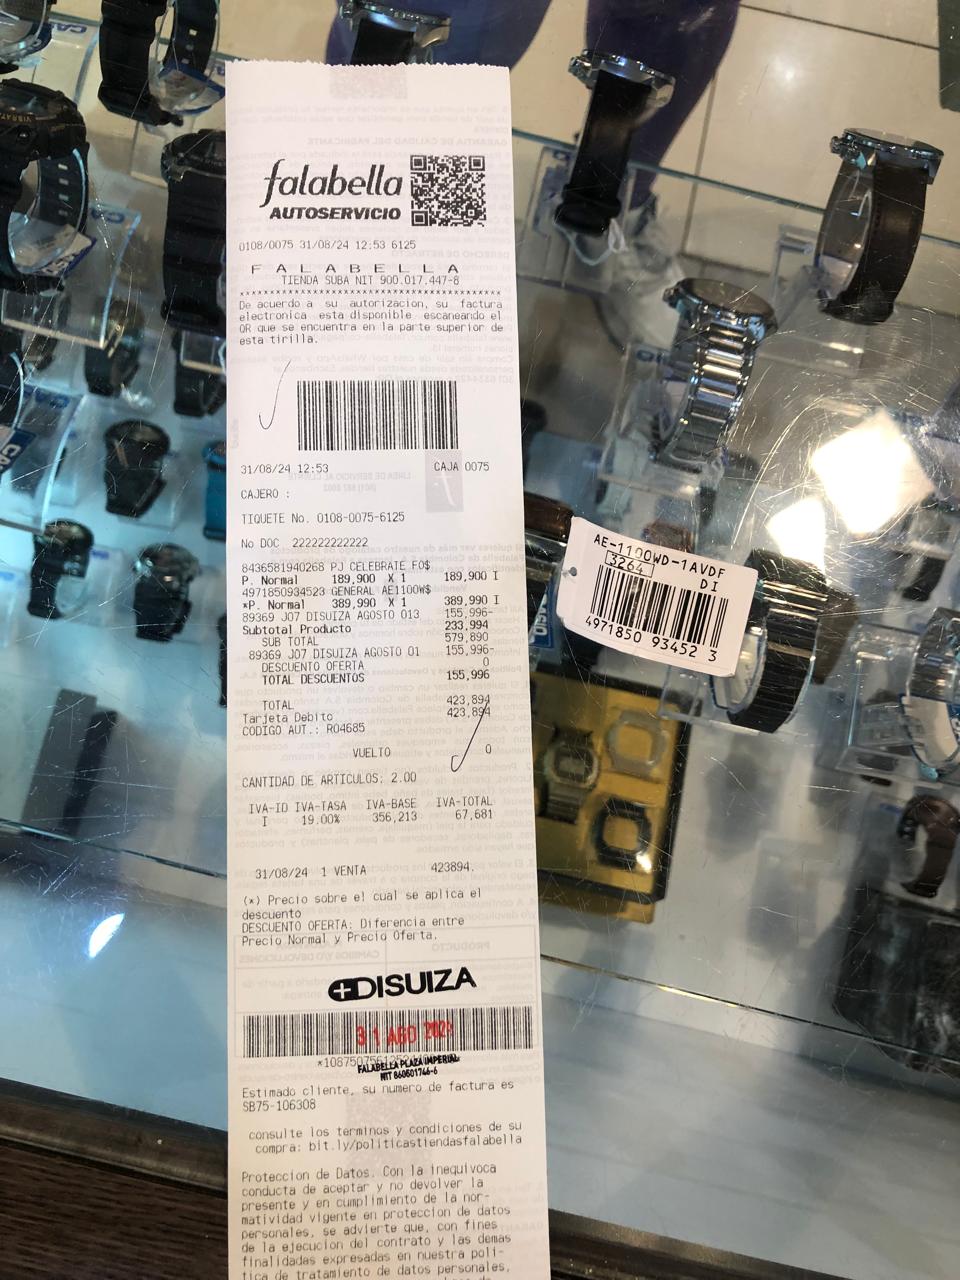 falabella
AUTOSERVICIO
0108/0075 31/08/24 12:53 6125
F A L A B E L L A
TIENDA SUBA NIT 900.017.447-8
************************************************
De acuerdo a su autorizacion, su factura
electronica esta disponible escaneando el
QR que se encuentra en la parte superior de
esta tirilla.
31/08/24 12:53 CAJA 0075
CAJERO :
TIQUETE No. 0108-0075-6125
No DOC 222222222222
8436581940268 PJ CELEBRATE FO$
P. Normal 189,900 X 1 189,900 I
4971850934523 GENERAL AE1100W$
*P. Normal 389,990 X 1 389,990 I
89369 J07 DISUIZA AGOSTO 013 155,996-
Subtotal Producto 233,994
SUB TOTAL 579,890
89369 J07 DISUIZA AGOSTO 01 155,996-
DESCUENTO OFERTA 0
TOTAL DESCUENTOS 155,996
TOTAL 423,894
Tarjeta Debito 423,894
CODIGO AUT.: R04685
VUELTO 0
CANTIDAD DE ARTICULOS: 2.00
IVA-ID IVA-TASA IVA-BASE IVA-TOTAL
I 19.00% 356,213 67,681
31/08/24 1 VENTA 423894.
(*) Precio sobre el cual se aplica el
descuento
DESCUENTO OFERTA: Diferencia entre
Precio Normal y Precio Oferta.
DISUIZA
31 AGO 2024
FALABELLA PLAZA IMPERIAL
NIT 860501746-6
Estimado cliente, su numero de factura es
SB75-106308
consulte los terminos y condiciones de su
compra: bit.ly/politicastiendasfalabella
Proteccion de Datos. Con la inequivoca
conducta de aceptar y no devolver la
presente y en cumplimiento de la nor-
matividad vigente en proteccion de datos
personales, se advierte que, con fines
de la ejecucion del contrato y las demas
finalidades expresadas en nuestra poli-
tica de tratamiento de datos personales,
AE-1100WD-1AVDF
3264 DI
4971850 93452 3